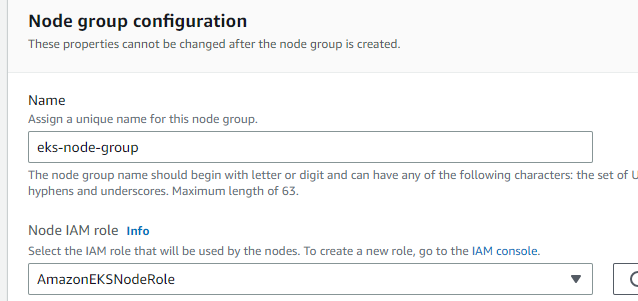 Node group configuration
These properties cannot be changed after the node group is created.
Name
Assign a unique name for this node group.
eks-node-group
The node group name should begin with letter or digit and can have any of the following characters: the set of U
hyphens and underscores. Maximum length of 63.
Node IAM role Info
Select the IAM role that will be used by the nodes. To create a new role, go to the IAM console.
AmazonEKSNodeRole